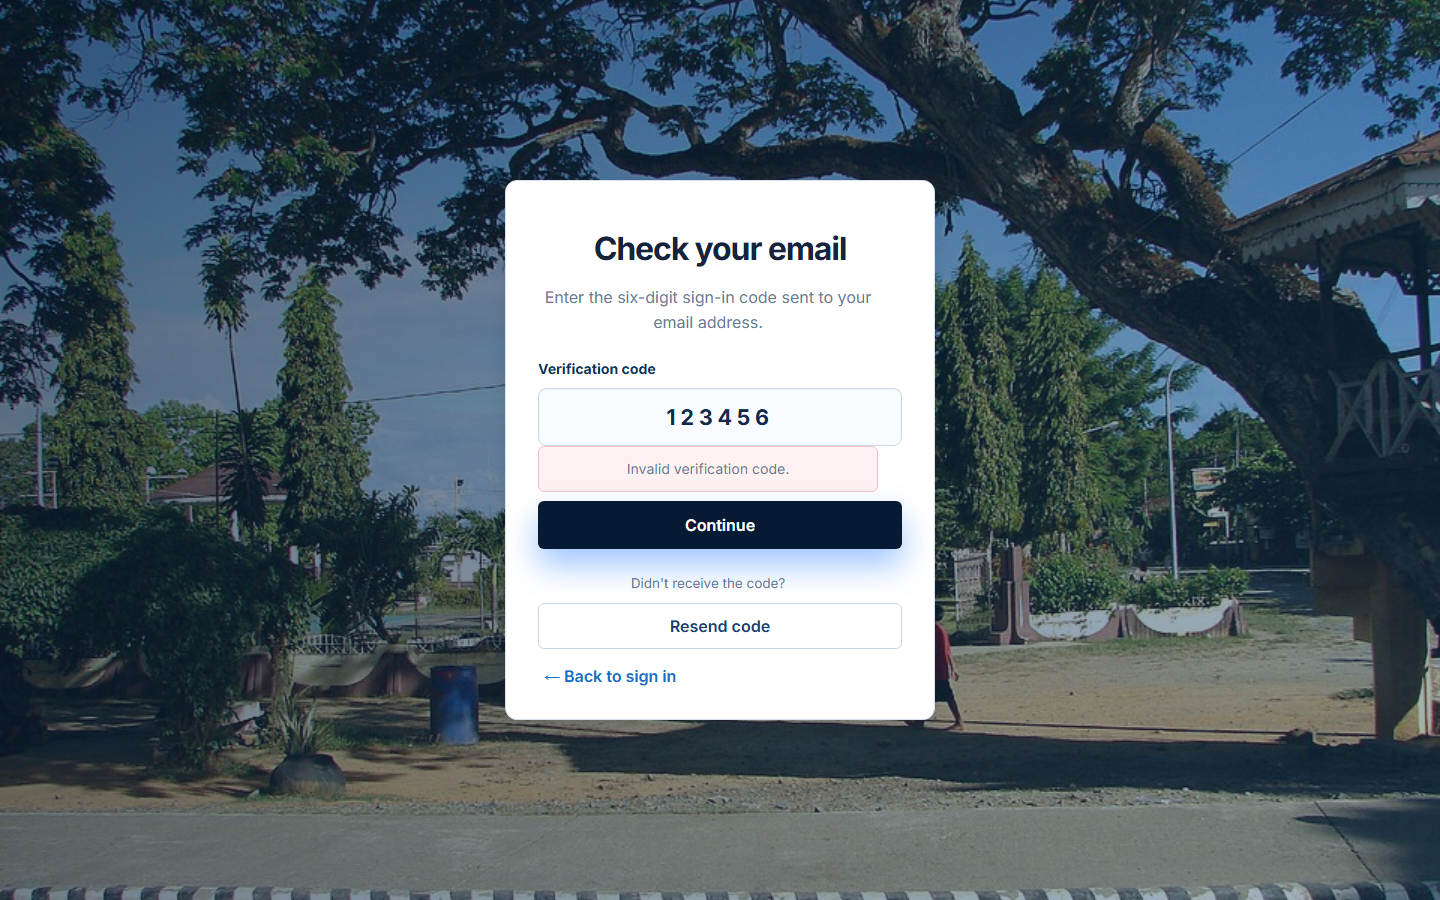 Check your email
Enter the six-digit sign-in code sent to your
email address.
Verification code
123456
Invalid verification code.
Continue
Didn't receive the code?
Resend code
← Back to sign in